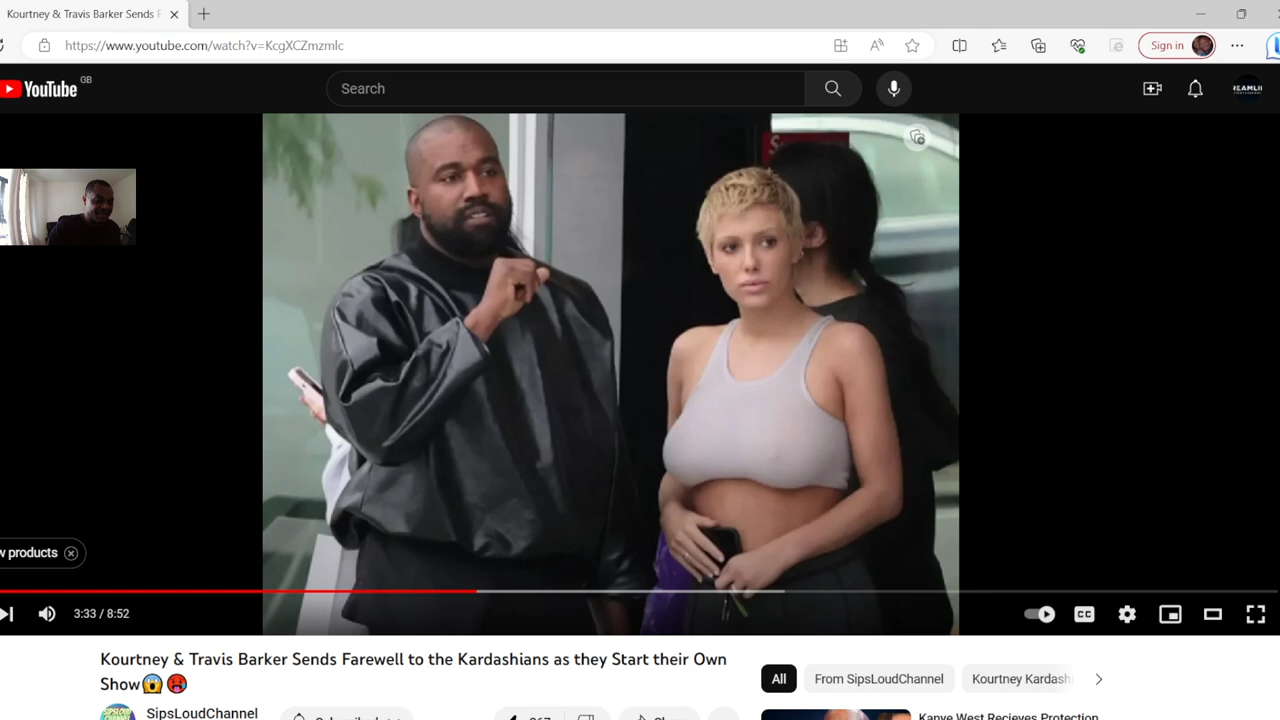 Kourtney & Travis Barker Sends F
https://www.youtube.com/watch?v=KcgXCZmzmlc
Sign in
YouTube GB
Search
w products
3:33 / 8:52
CC
Kourtney & Travis Barker Sends Farewell to the Kardashians as they Start their Own
Show😱🥵
All
From SipsLoudChannel
Kourtney Kardashi
SipsLoudChannel
Kanye West Recieves Protection